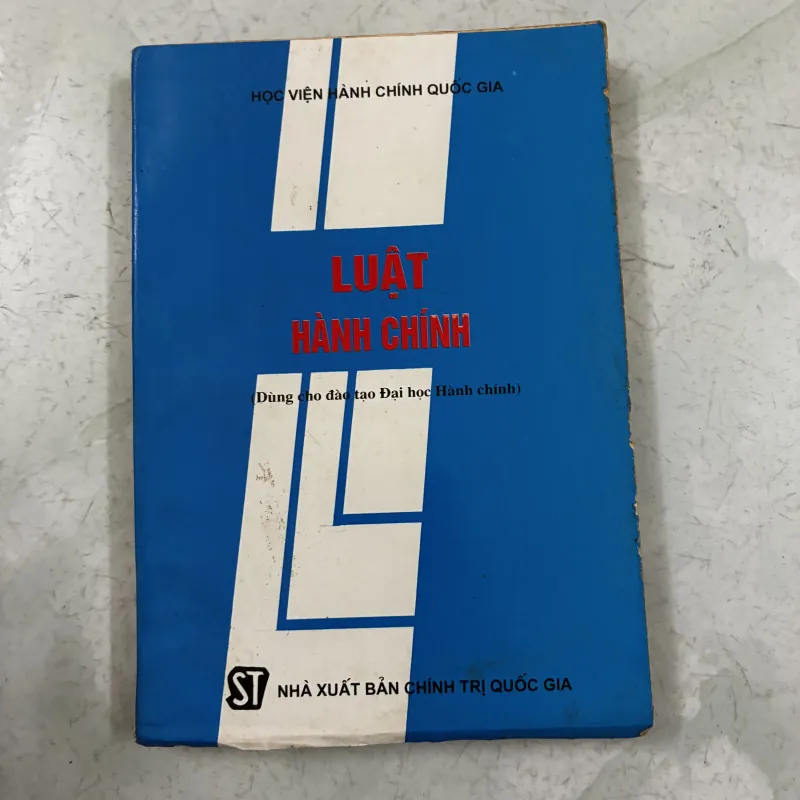 HỌC VIỆN HÀNH CHÍNH QUỐC GIA
LUẬT
HÀNH CHÍNH
(Dùng cho đào tạo Đại học Hành chính)
ST NHÀ XUẤT BẢN CHÍNH TRỊ QUỐC GIA